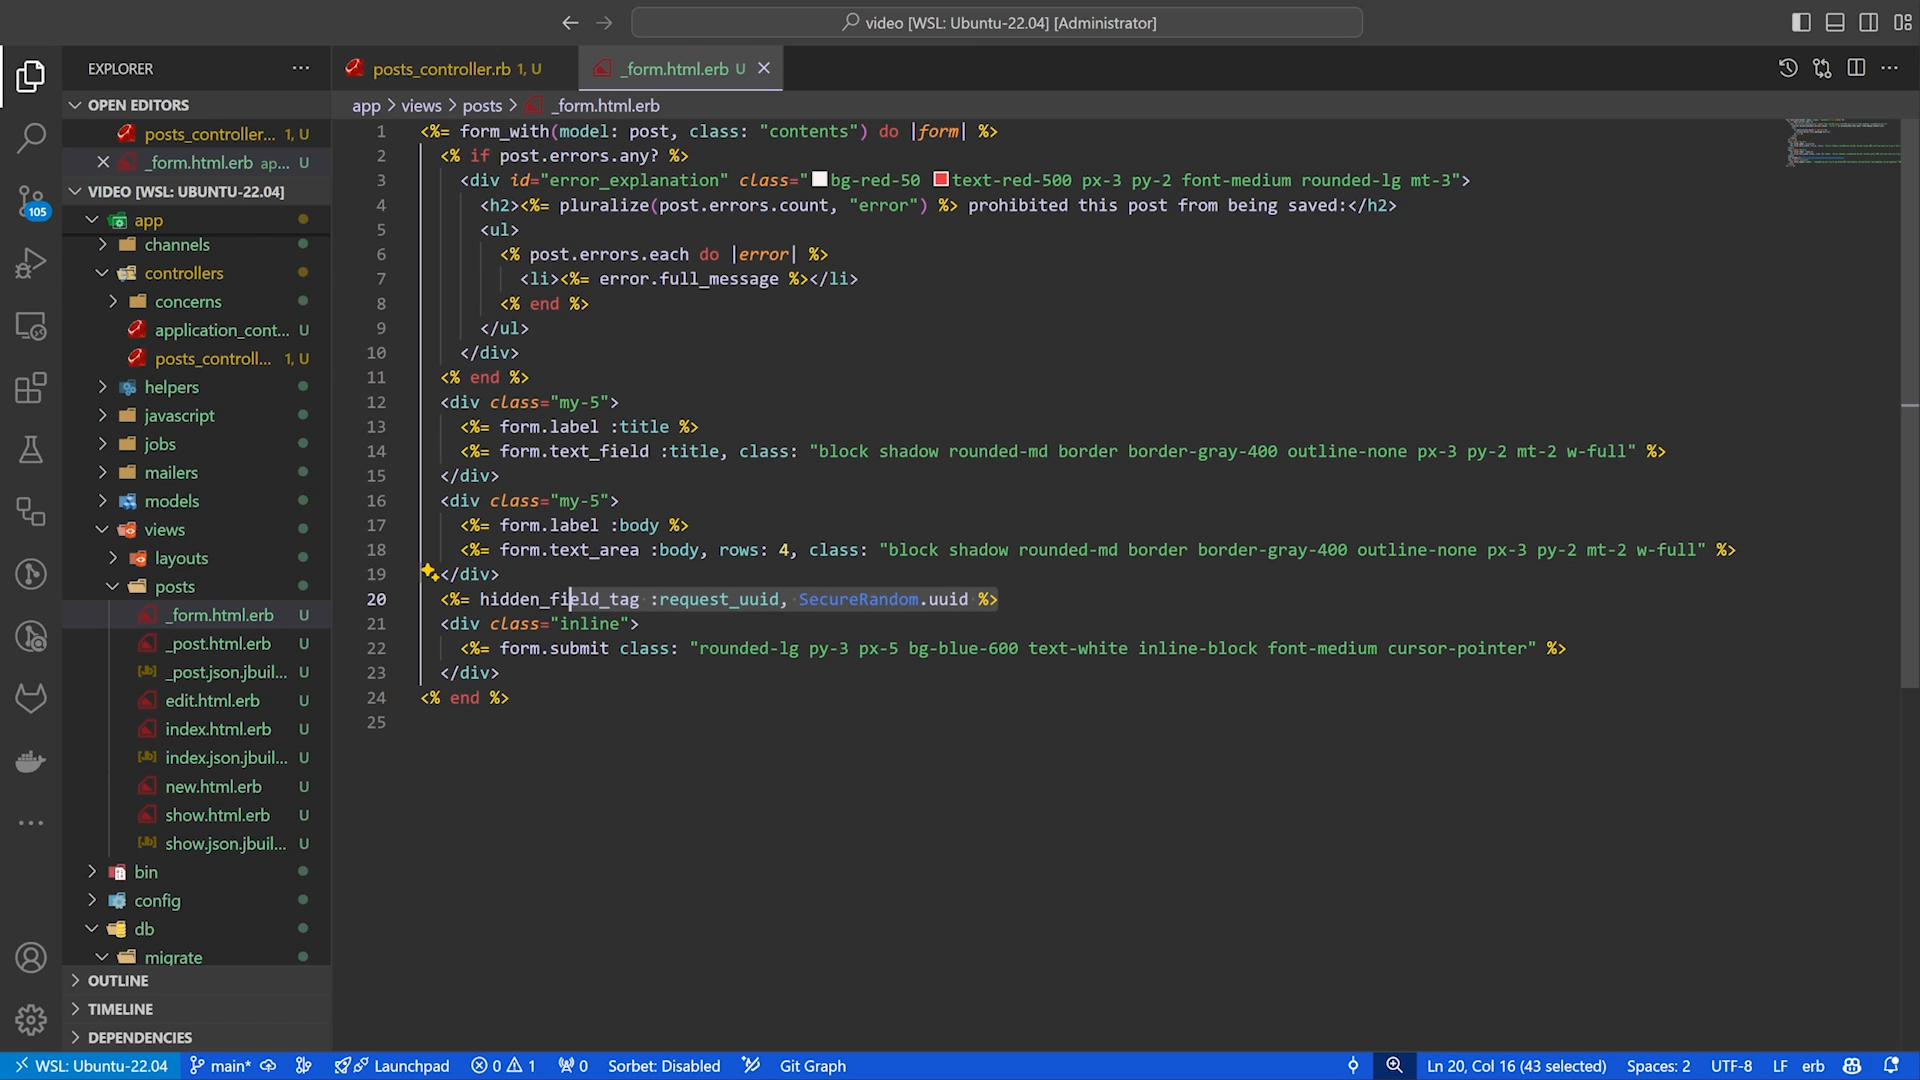 video [WSL: Ubuntu-22.04] [Administrator]
EXPLORER
OPEN EDITORS
posts_controller... 1, U
_form.html.erb ap... U
VIDEO [WSL: UBUNTU-22.04]
app
channels
controllers
concerns
application_cont... U
posts_controll... 1, U
helpers
javascript
jobs
mailers
models
views
layouts
posts
_form.html.erb U
_post.html.erb U
_post.json.jbuil... U
edit.html.erb U
index.html.erb U
index.json.jbuil... U
new.html.erb U
show.html.erb U
show.json.jbuil... U
bin
config
db
migrate
OUTLINE
TIMELINE
DEPENDENCIES
105
posts_controller.rb 1, U
_form.html.erb U
app > views > posts > _form.html.erb
1 <%= form_with(model: post, class: "contents") do |form| %>
2 <% if post.errors.any? %>
3 <div id="error_explanation" class="bg-red-50 text-red-500 px-3 py-2 font-medium rounded-lg mt-3">
4 <h2><%= pluralize(post.errors.count, "error") %> prohibited this post from being saved:</h2>
5 <ul>
6 <% post.errors.each do |error| %>
7 <li><%= error.full_message %></li>
8 <% end %>
9 </ul>
10 </div>
11 <% end %>
12 <div class="my-5">
13 <%= form.label :title %>
14 <%= form.text_field :title, class: "block shadow rounded-md border border-gray-400 outline-none px-3 py-2 mt-2 w-full" %>
15 </div>
16 <div class="my-5">
17 <%= form.label :body %>
18 <%= form.text_area :body, rows: 4, class: "block shadow rounded-md border border-gray-400 outline-none px-3 py-2 mt-2 w-full" %>
19 </div>
20 <%= hidden_field_tag :request_uuid, SecureRandom.uuid %>
21 <div class="inline">
22 <%= form.submit class: "rounded-lg py-3 px-5 bg-blue-600 text-white inline-block font-medium cursor-pointer" %>
23 </div>
24 <% end %>
25
WSL: Ubuntu-22.04 main* Launchpad 0 1 0 Sorbet: Disabled Git Graph Ln 20, Col 16 (43 selected) Spaces: 2 UTF-8 LF erb